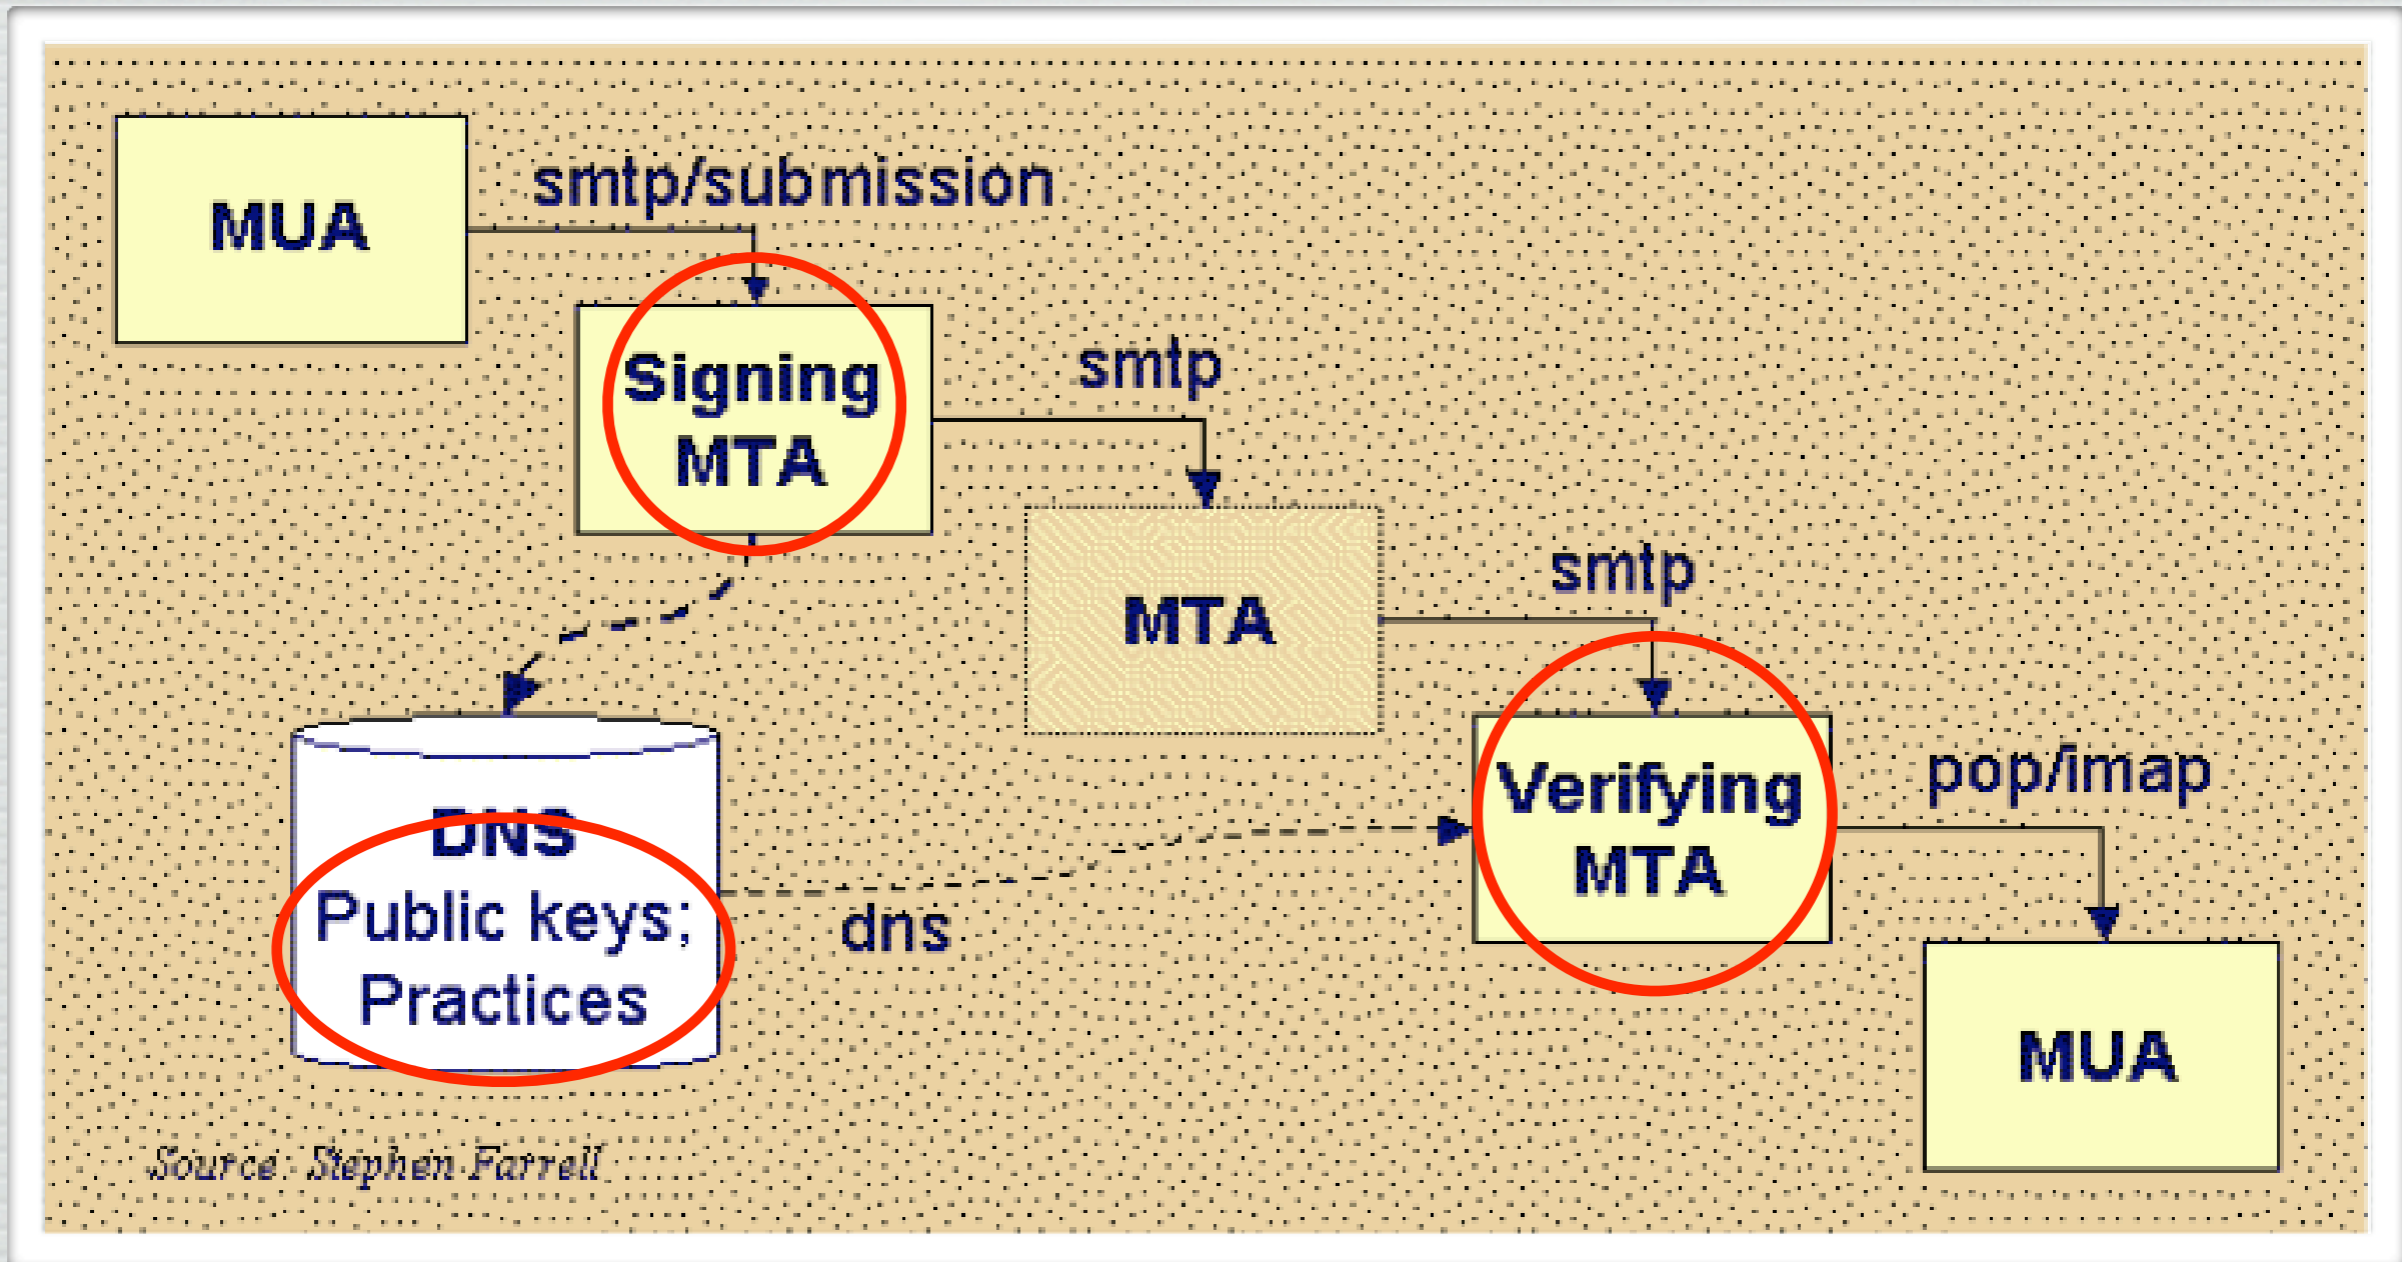 MUA
smtp/submission
Signing
MTA
smtp
MTA
smtp
Verifying
MTA
pop/imap
MUA
DNS
Public keys;
Practices
dns
Source: Stephen Farrell